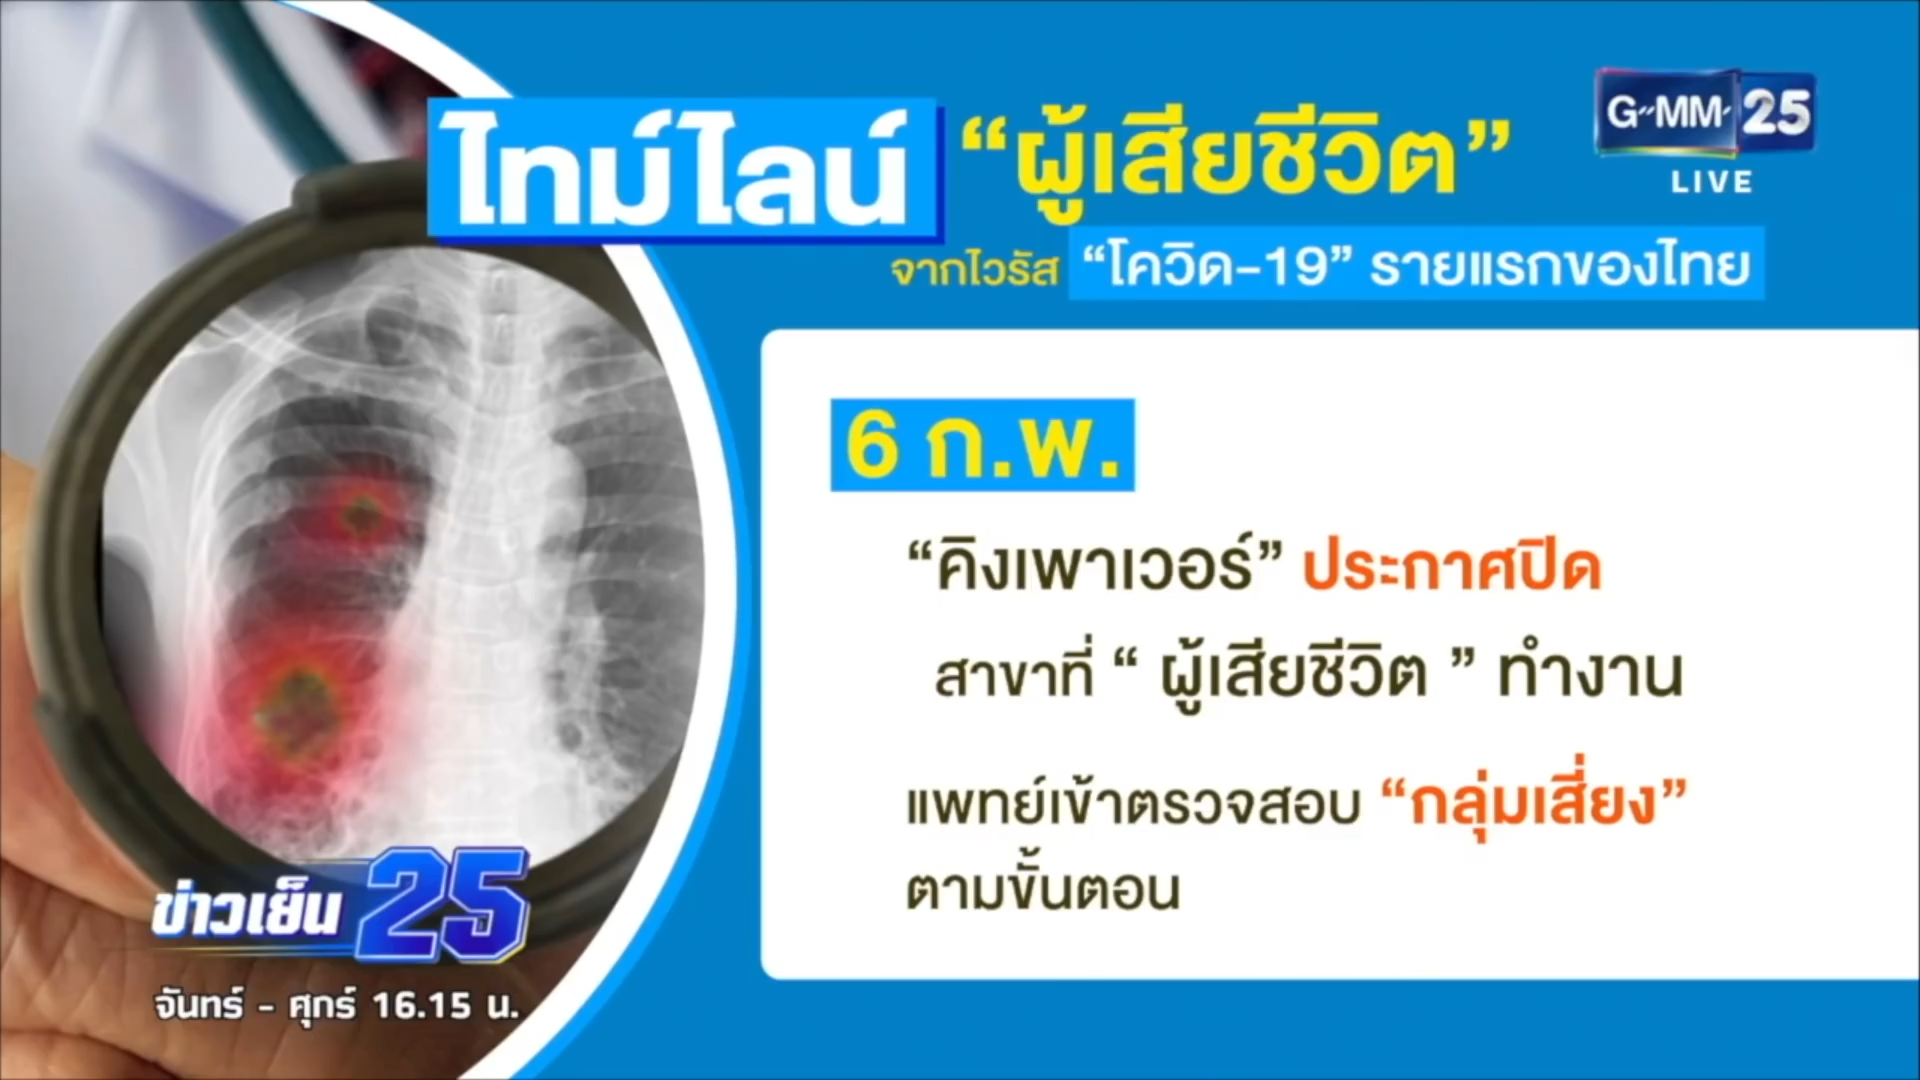 ไทม์ไลน์ “ผู้เสียชีวิต”
G-MM- 25
LIVE
จากไวรัส “โควิด-19” รายแรกของไทย
6 ก.พ.
“คิงเพาเวอร์” ประกาศปิด
สาขาที่ “ ผู้เสียชีวิต ” ทำงาน
แพทย์เข้าตรวจสอบ “กลุ่มเสี่ยง”
ตามขั้นตอน
ข่าวเย็น 25
จันทร์ - ศุกร์ 16.15 น.